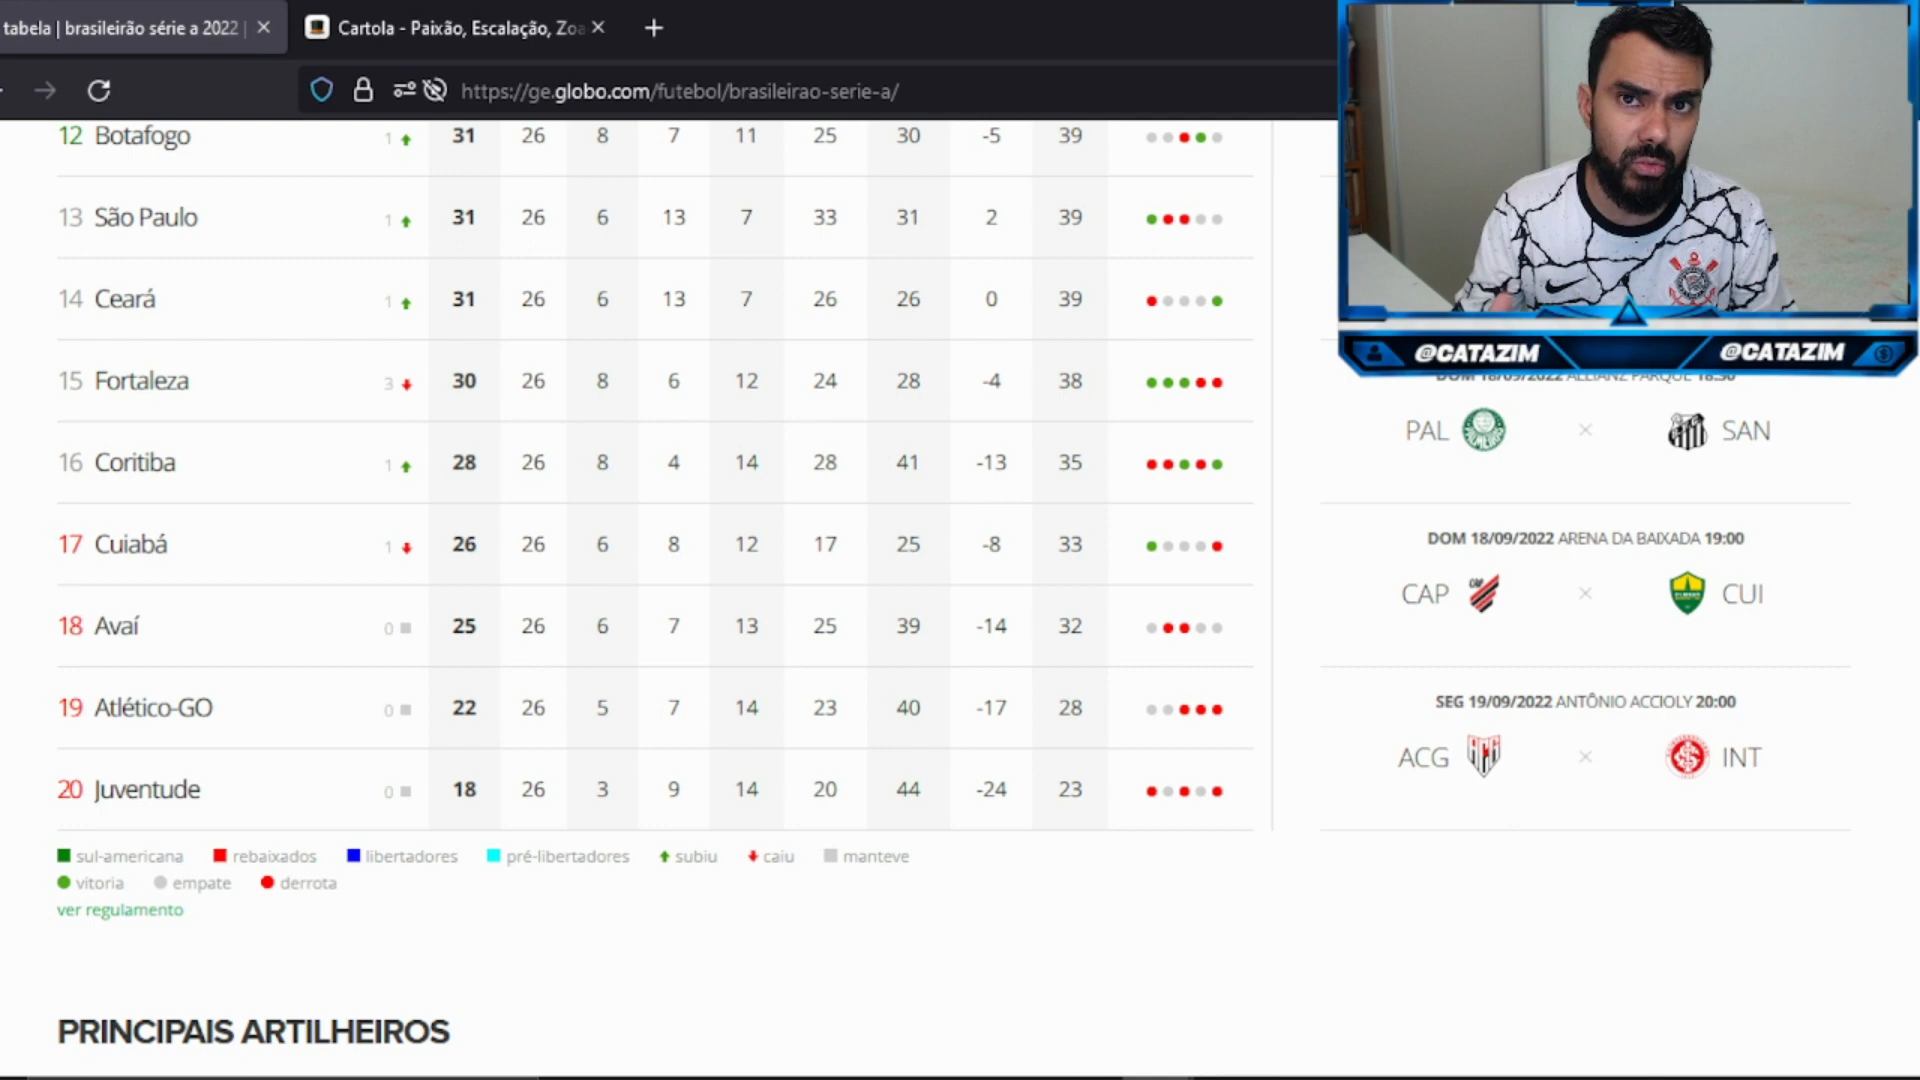 tabela | brasileirão série a 2022 |
Cartola - Paixão, Escalação, Zoa
https://ge.globo.com/futebol/brasileirao-serie-a/
12 Botafogo 1 31 26 8 7 11 25 30 -5 39
13 São Paulo 1 31 26 6 13 7 33 31 2 39
14 Ceará 1 31 26 6 13 7 26 26 0 39
15 Fortaleza 3 30 26 8 6 12 24 28 -4 38
16 Coritiba 1 28 26 8 4 14 28 41 -13 35
17 Cuiabá 1 26 26 6 8 12 17 25 -8 33
18 Avaí 0 25 26 6 7 13 25 39 -14 32
19 Atlético-GO 0 22 26 5 7 14 23 40 -17 28
20 Juventude 0 18 26 3 9 14 20 44 -24 23
sul-americana rebaixados libertadores pré-libertadores subiu caiu manteve
vitoria empate derrota
ver regulamento
PRINCIPAIS ARTILHEIROS
@CATAZIM @CATAZIM
DOM 18/09/2022 ALLIANZ PARQUE 18:30
PAL × SAN
DOM 18/09/2022 ARENA DA BAIXADA 19:00
CAP × CUI
SEG 19/09/2022 ANTÔNIO ACCIOLY 20:00
ACG × INT